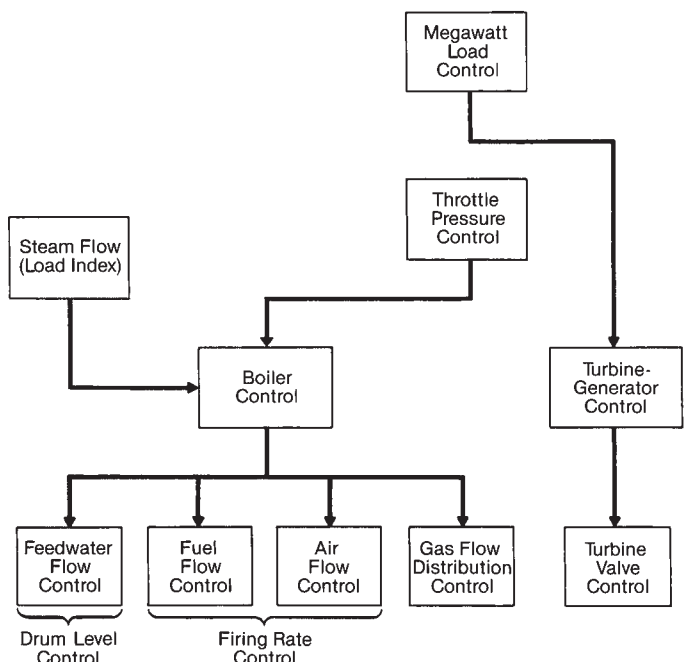 Megawatt
Load
Control
Throttle
Pressure
Control
Steam Flow
(Load Index)
Boiler
Control
Turbine-
Generator
Control
Feedwater
Flow
Control
Fuel
Flow
Control
Air
Flow
Control
Gas Flow
Distribution
Control
Turbine
Valve
Control
Drum Level
Control
Firing Rate
Control